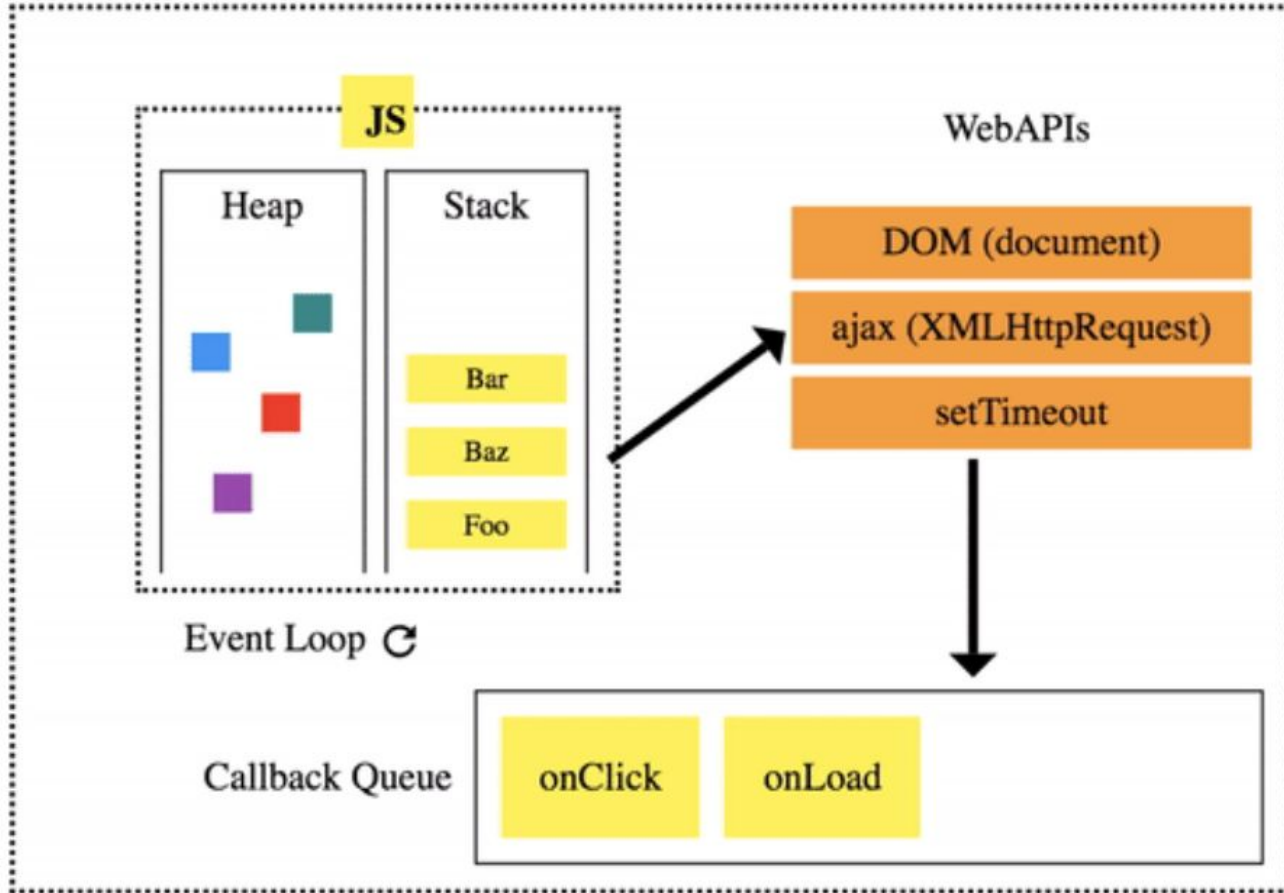 JS
Heap
Stack
Bar
Baz
Foo
WebAPIs
DOM (document)
ajax (XMLHttpRequest)
setTimeout
Event Loop
Callback Queue
onClick
onLoad